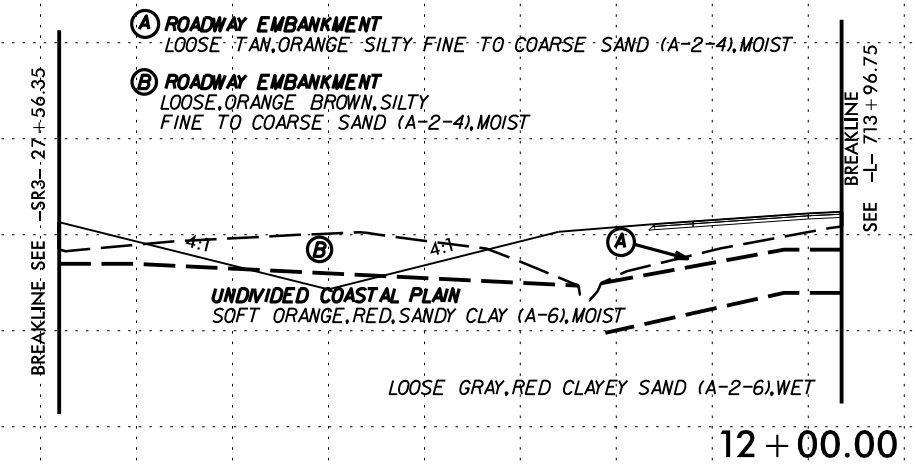 (A) ROADWAY EMBANKMENT
LOOSE TAN,ORANGE SILTY FINE TO COARSE SAND (A-2-4),MOIST
(B) ROADWAY EMBANKMENT
LOOSE,ORANGE BROWN,SILTY
FINE TO COARSE SAND (A-2-4),MOIST
BREAKLINE SEE -SR3- 27+56.35
BREAKLINE
SEE -L- 713+96.75
4:1
B
4:1
A
UNDIVIDED COASTAL PLAIN
SOFT ORANGE,RED,SANDY CLAY (A-6),MOIST
LOOSE GRAY,RED CLAYEY SAND (A-2-6),WET
12+00.00